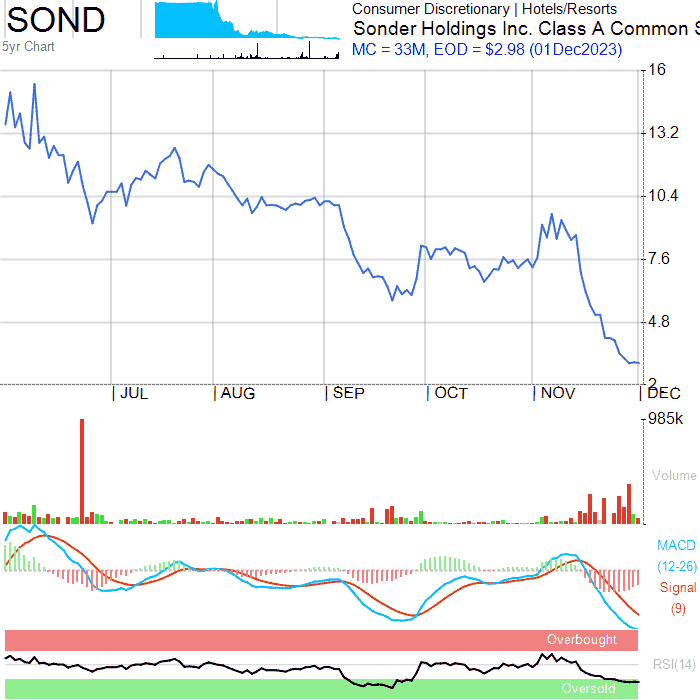 SOND
5yr Chart
Consumer Discretionary | Hotels/Resorts
Sonder Holdings Inc. Class A Common S
MC = 33M, EOD = $2.98 (01Dec2023)
16
13.2
10.4
7.6
4.8
2
JUL
AUG
SEP
OCT
NOV
DEC
985k
Volume
MACD
(12-26)
Signal
(9)
Overbought
RSI(14)
Oversold